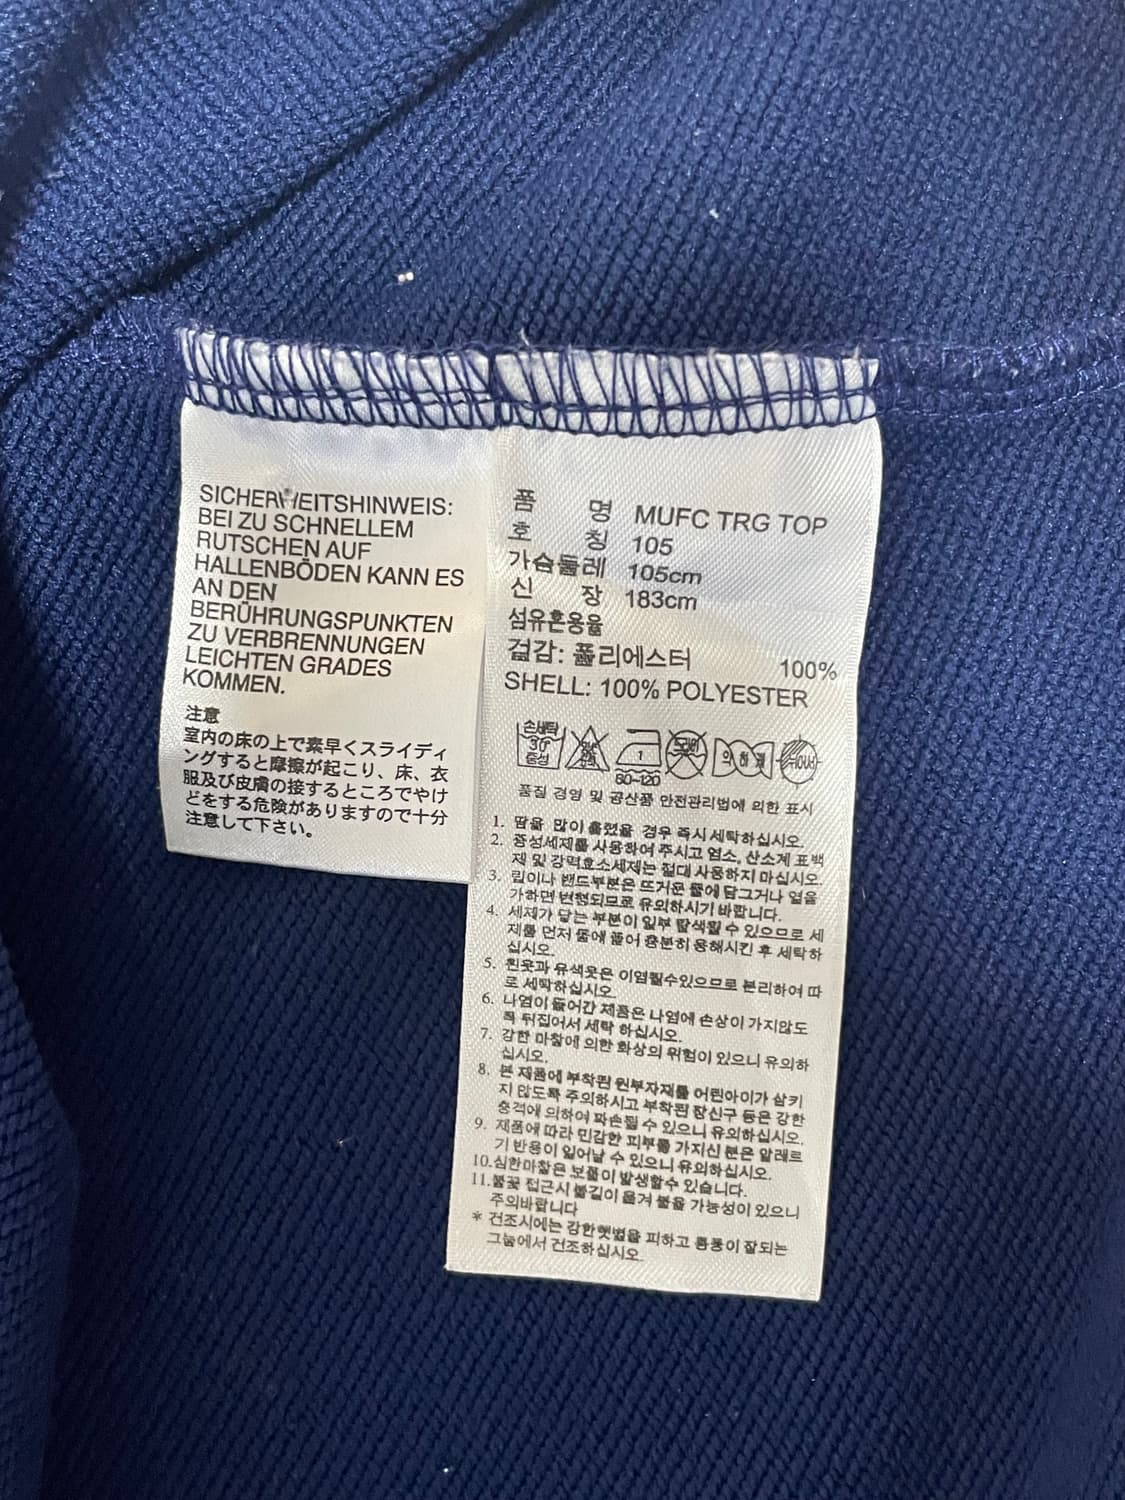 SICHERHEITSHINWEIS:
BEI ZU SCHNELLEM
RUTSCHEN AUF
HALLENBÖDEN KANN ES
AN DEN
BERÜHRUNGSPUNKTEN
ZU VERBRENNUNGEN
LEICHTEN GRADES
KOMMEN.
注意
室内の床の上で素早くスライディ
ングすると摩擦が起こり、床、衣
服及び皮膚の接するところでやけ
どをする危険がありますので十分
注意して下さい。
품 명 MUFC TRG TOP
호 칭 105
가슴둘레 105cm
신 장 183cm
섬유혼용율
겉감: 폴리에스터 100%
SHELL: 100% POLYESTER
손세탁
30°
중성
1
80~120
품질 경영 및 공산품 안전관리법에 의한 표시
1. 땀을 많이 흘렸을 경우 즉시 세탁하십시오.
2. 중성세제를 사용하여 주시고 염소, 산소계 표백
재 및 강력효소세제는 절대 사용하지 마십시오.
3. 립이나 밴드부분은 뜨거운 물에 담그거나 열을
가하면 변형되므로 유의하시기 바랍니다.
4. 세제가 닿는 부분이 일부 탈색될 수 있으므로 세
제를 먼저 물에 풀어 충분히 용해시킨 후 세탁하
십시오.
5. 흰옷과 유색옷은 이염될수있으므로 분리하여 따
로 세탁하십시오.
6. 나염이 들어간 제품은 나염에 손상이 가지않도
록 뒤집어서 세탁 하십시오.
7. 강한 마찰에 의한 화상의 위험이 있으니 유의하
십시오.
8. 본 제품에 부착된 원부자재를 어린아이가 삼키
지 않도록 주의하시고 부착된 장신구 등은 강한
충격에 의하여 파손될 수 있으니 유의하십시오.
9. 제품에 따라 민감한 피부를 가지신 분은 알레르
기 반응이 일어날 수 있으니 유의하십시오.
10.심한마찰은 보풀이 발생할수 있습니다.
11.불꽃 접근시 불길이 옮겨 붙을 가능성이 있으니
주의바랍니다
* 건조시에는 강한햇볕을 피하고 통풍이 잘되는
그늘에서 건조하십시오.